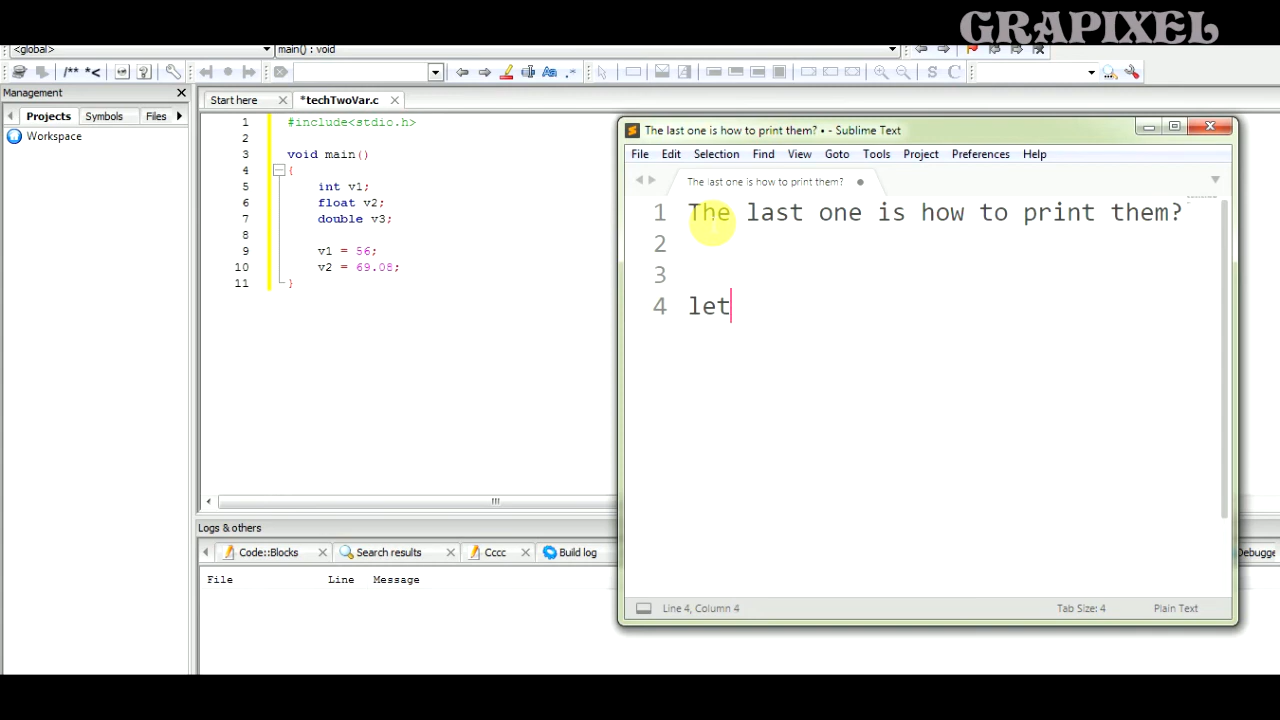 GRAPIXEL
<global>
main() : void
/** *<
Aa .*
S C
Management
Projects Symbols Files
Workspace
Start here
*techTwoVar.c
1 #include<stdio.h>
2
3 void main()
4 {
5 int v1;
6 float v2;
7 double v3;
8
9 v1 = 56;
10 v2 = 69.08;
11 }
The last one is how to print them? • - Sublime Text
File Edit Selection Find View Goto Tools Project Preferences Help
The last one is how to print them?
1 The last one is how to print them?
2
3
4 let
Line 4, Column 4
Tab Size: 4
Plain Text
Logs & others
Code::Blocks
Search results
Cccc
Build log
Debugge
File Line Message